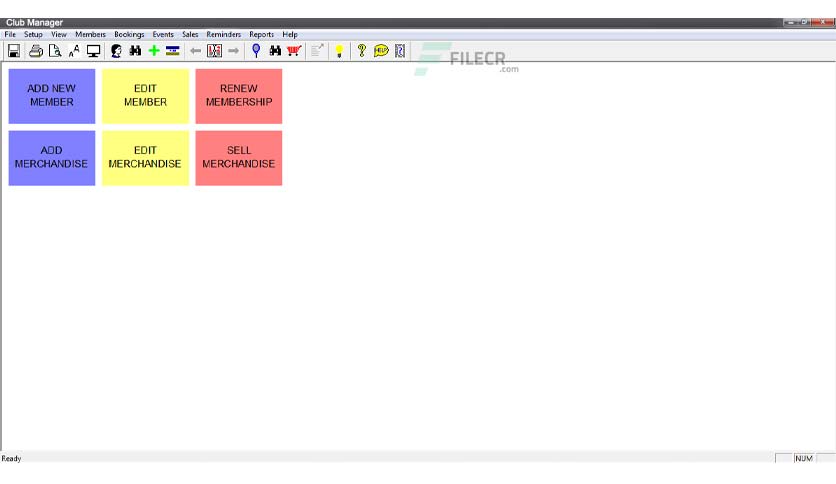 Club Manager
File Setup View Members Bookings Events Sales Reminders Reports Help
HELP
FILECR
.com
ADD NEW
MEMBER
EDIT
MEMBER
RENEW
MEMBERSHIP
ADD
MERCHANDISE
EDIT
MERCHANDISE
SELL
MERCHANDISE
Ready
NUM